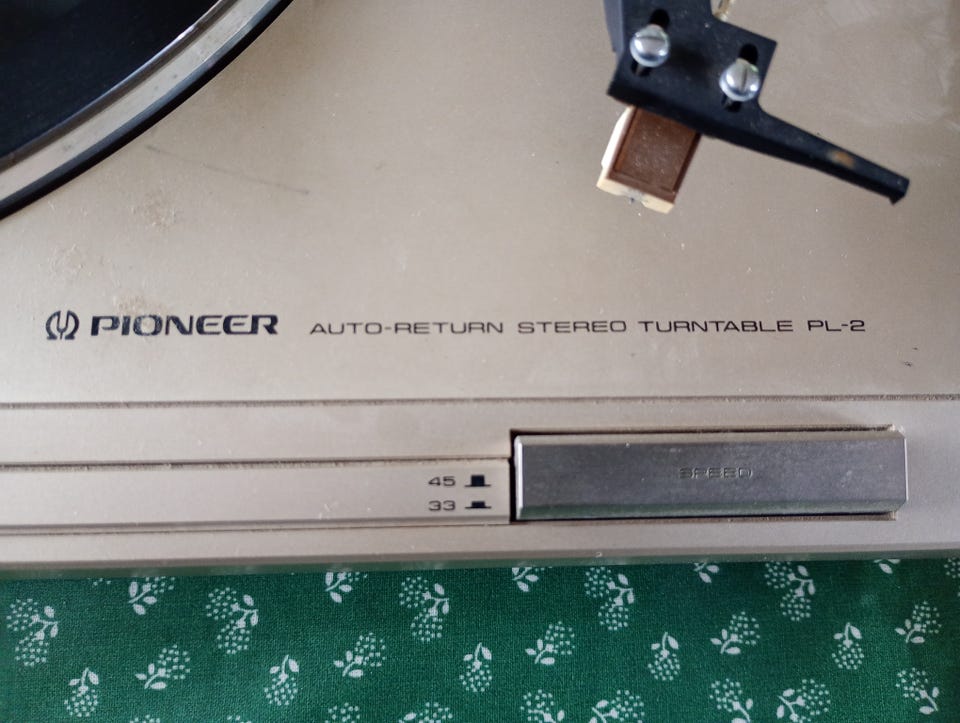 PIONEER AUTO-RETURN STEREO TURNTABLE PL-2
45
33
SPEED